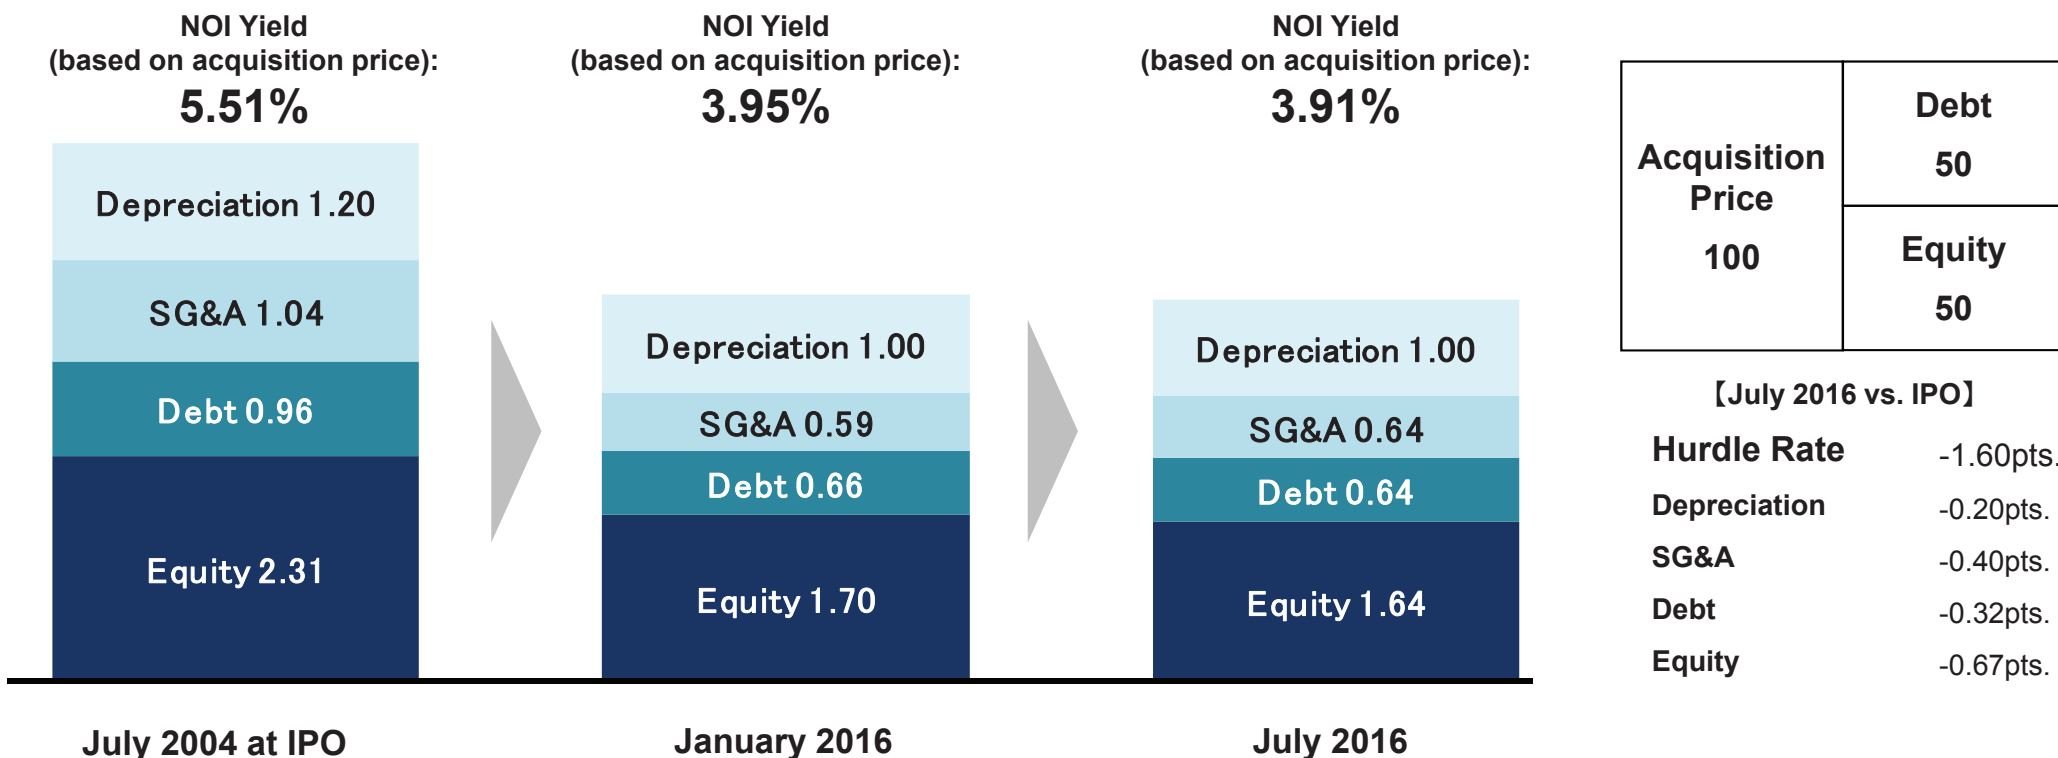 NOI Yield
(based on acquisition price):
5.51%
Depreciation 1.20
SG&A 1.04
Debt 0.96
Equity 2.31
July 2004 at IPO
NOI Yield
(based on acquisition price):
3.95%
Depreciation 1.00
SG&A 0.59
Debt 0.66
Equity 1.70
January 2016
NOI Yield
(based on acquisition price):
3.91%
Depreciation 1.00
SG&A 0.64
Debt 0.64
Equity 1.64
July 2016
Acquisition
Price
100
Debt
50
Equity
50
【July 2016 vs. IPO】
Hurdle Rate -1.60pts.
Depreciation -0.20pts.
SG&A -0.40pts.
Debt -0.32pts.
Equity -0.67pts.